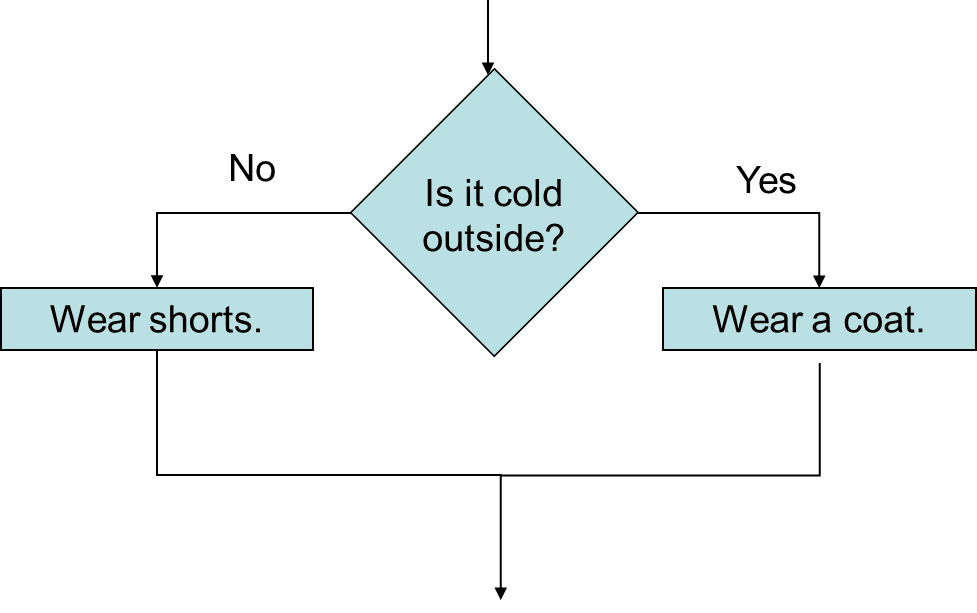 No
Yes
Is it cold
outside?
Wear shorts.
Wear a coat.